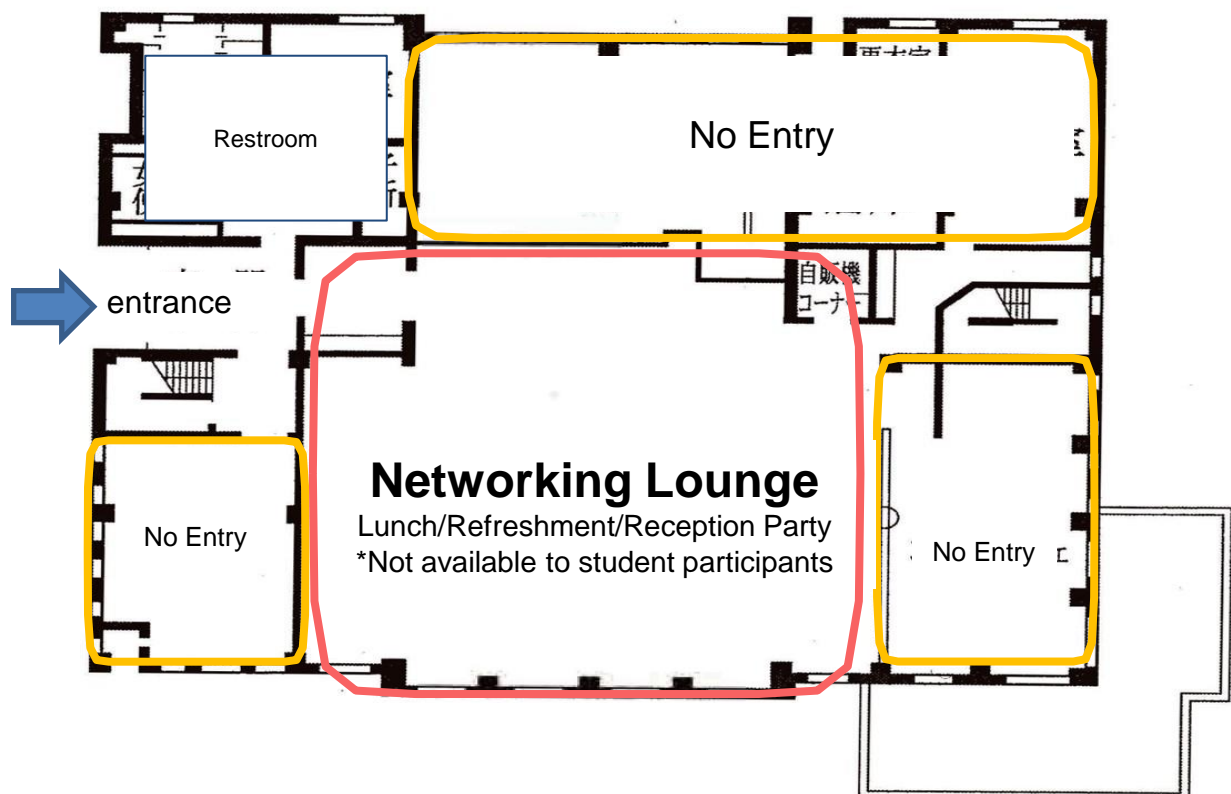 Restroom
No Entry
entrance
自販機
コーナー
Networking Lounge
Lunch/Refreshment/Reception Party
*Not available to student participants
No Entry
No Entry